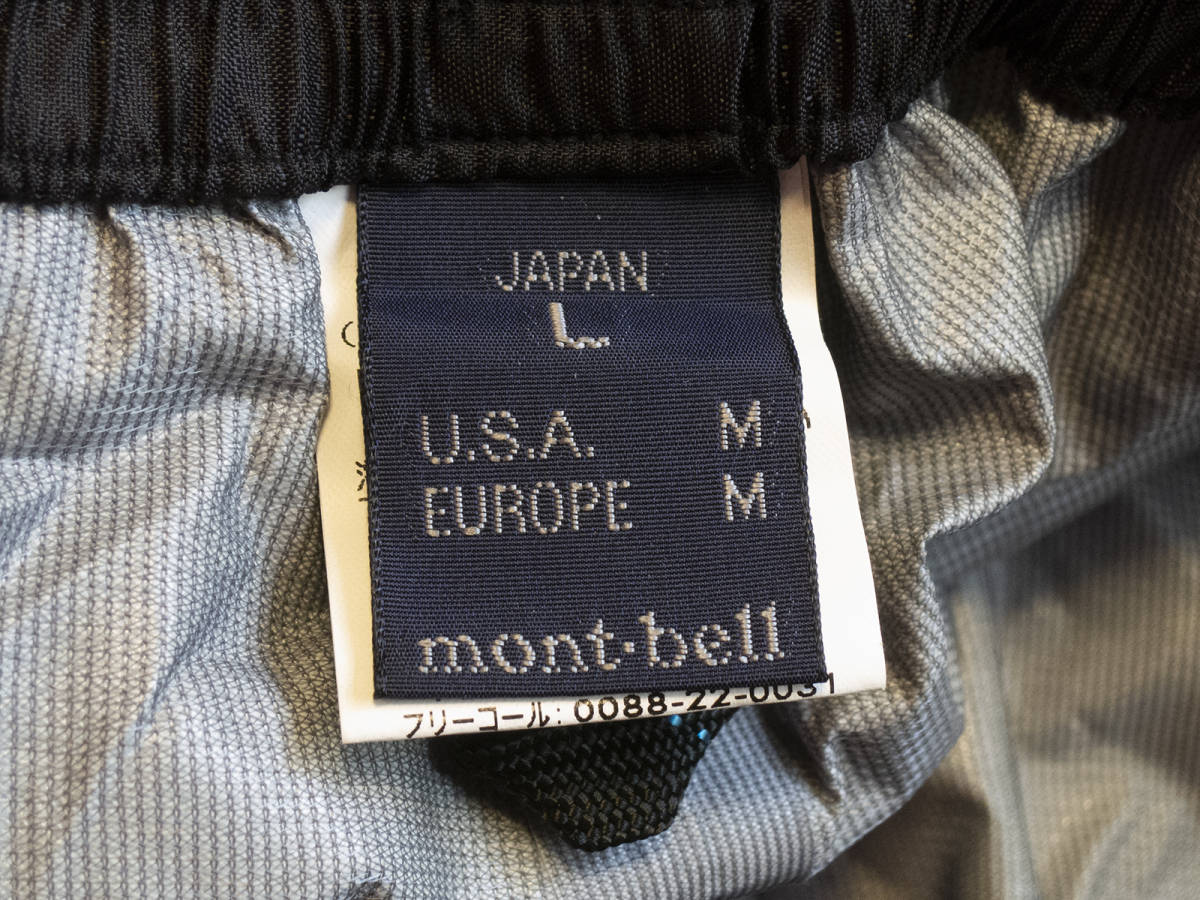 JAPAN
L
U.S.A. M
EUROPE M
mont·bell
フリーコール: 0088-22-0031